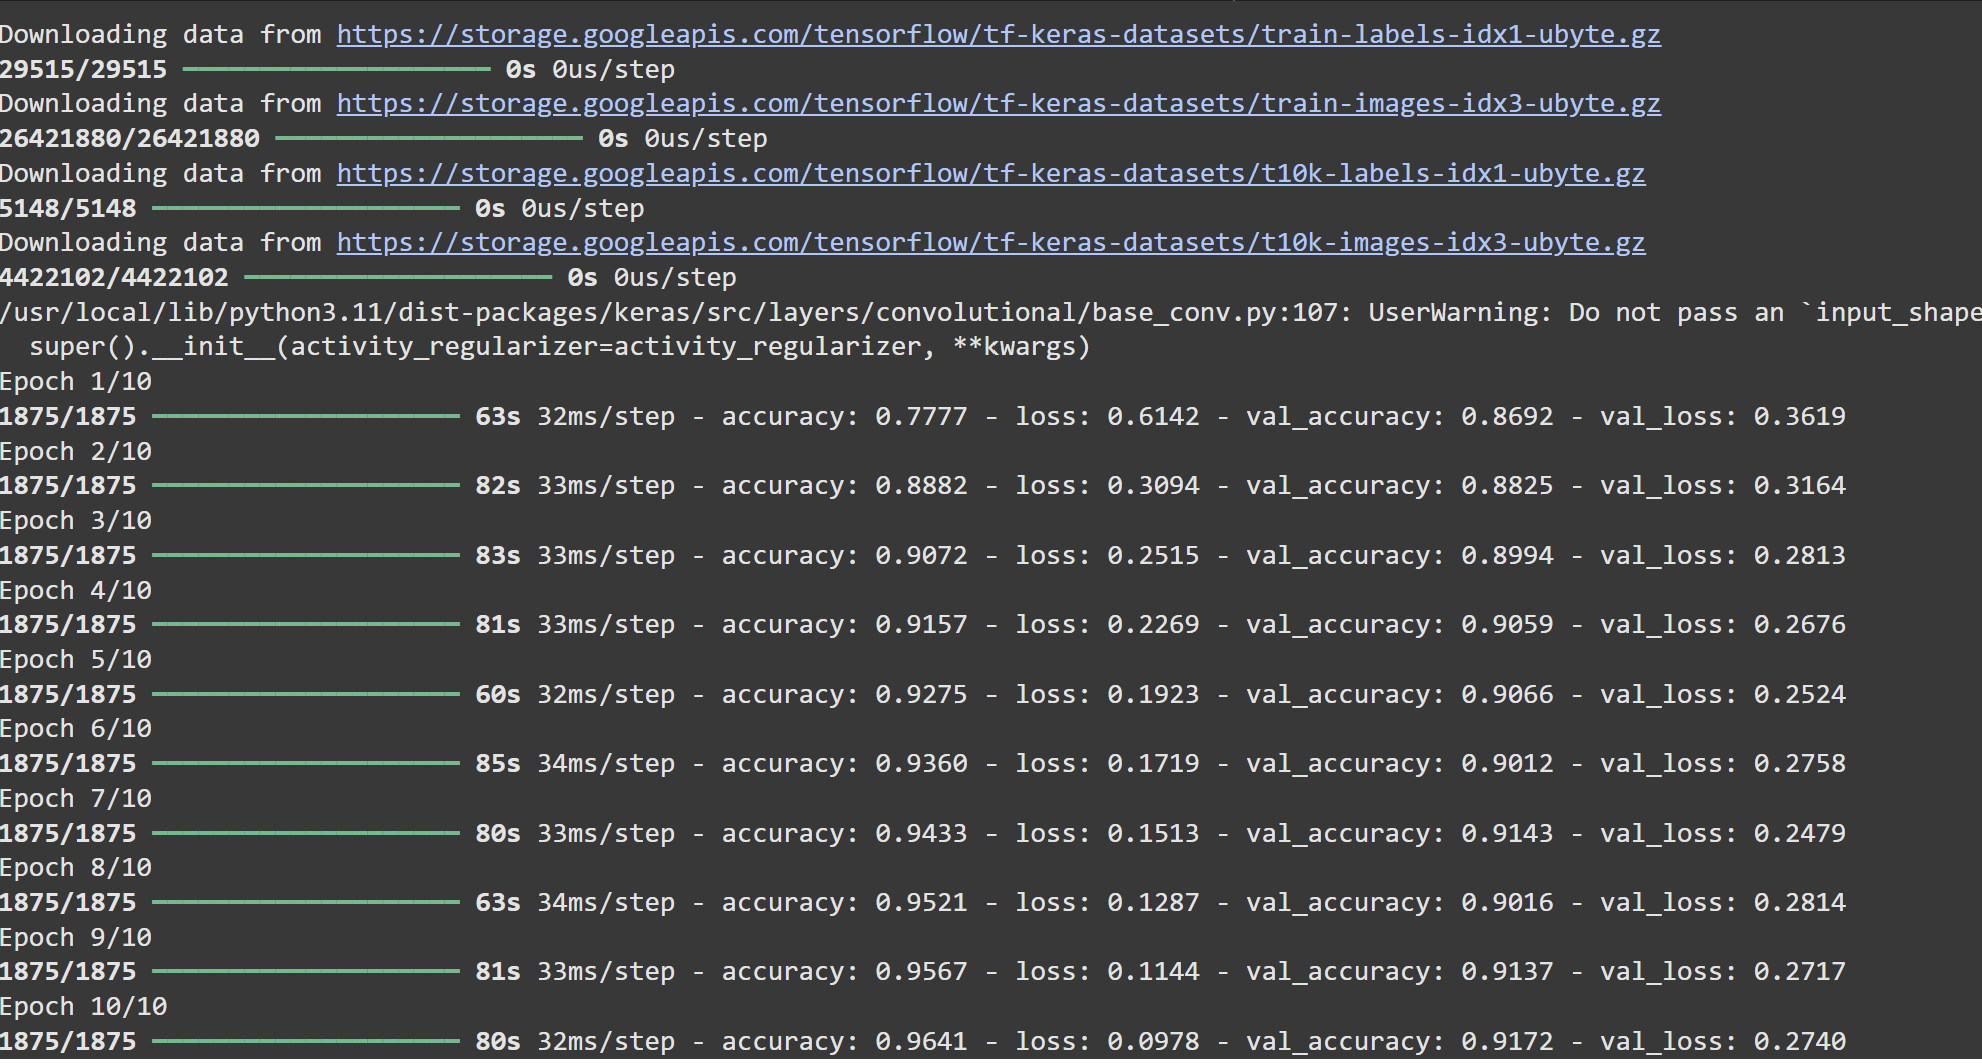 Downloading data from https://storage.googleapis.com/tensorflow/tf-keras-datasets/train-labels-idx1-ubyte.gz
29515/29515 ━━━━━━━━━━━━━━━━━━━━ 0s 0us/step
Downloading data from https://storage.googleapis.com/tensorflow/tf-keras-datasets/train-images-idx3-ubyte.gz
26421880/26421880 ━━━━━━━━━━━━━━━━━━━━ 0s 0us/step
Downloading data from https://storage.googleapis.com/tensorflow/tf-keras-datasets/t10k-labels-idx1-ubyte.gz
5148/5148 ━━━━━━━━━━━━━━━━━━━━ 0s 0us/step
Downloading data from https://storage.googleapis.com/tensorflow/tf-keras-datasets/t10k-images-idx3-ubyte.gz
4422102/4422102 ━━━━━━━━━━━━━━━━━━━━ 0s 0us/step
/usr/local/lib/python3.11/dist-packages/keras/src/layers/convolutional/base_conv.py:107: UserWarning: Do not pass an `input_shape
  super().__init__(activity_regularizer=activity_regularizer, **kwargs)
Epoch 1/10
1875/1875 ━━━━━━━━━━━━━━━━━━━━ 63s 32ms/step - accuracy: 0.7777 - loss: 0.6142 - val_accuracy: 0.8692 - val_loss: 0.3619
Epoch 2/10
1875/1875 ━━━━━━━━━━━━━━━━━━━━ 82s 33ms/step - accuracy: 0.8882 - loss: 0.3094 - val_accuracy: 0.8825 - val_loss: 0.3164
Epoch 3/10
1875/1875 ━━━━━━━━━━━━━━━━━━━━ 83s 33ms/step - accuracy: 0.9072 - loss: 0.2515 - val_accuracy: 0.8994 - val_loss: 0.2813
Epoch 4/10
1875/1875 ━━━━━━━━━━━━━━━━━━━━ 81s 33ms/step - accuracy: 0.9157 - loss: 0.2269 - val_accuracy: 0.9059 - val_loss: 0.2676
Epoch 5/10
1875/1875 ━━━━━━━━━━━━━━━━━━━━ 60s 32ms/step - accuracy: 0.9275 - loss: 0.1923 - val_accuracy: 0.9066 - val_loss: 0.2524
Epoch 6/10
1875/1875 ━━━━━━━━━━━━━━━━━━━━ 85s 34ms/step - accuracy: 0.9360 - loss: 0.1719 - val_accuracy: 0.9012 - val_loss: 0.2758
Epoch 7/10
1875/1875 ━━━━━━━━━━━━━━━━━━━━ 80s 33ms/step - accuracy: 0.9433 - loss: 0.1513 - val_accuracy: 0.9143 - val_loss: 0.2479
Epoch 8/10
1875/1875 ━━━━━━━━━━━━━━━━━━━━ 63s 34ms/step - accuracy: 0.9521 - loss: 0.1287 - val_accuracy: 0.9016 - val_loss: 0.2814
Epoch 9/10
1875/1875 ━━━━━━━━━━━━━━━━━━━━ 81s 33ms/step - accuracy: 0.9567 - loss: 0.1144 - val_accuracy: 0.9137 - val_loss: 0.2717
Epoch 10/10
1875/1875 ━━━━━━━━━━━━━━━━━━━━ 80s 32ms/step - accuracy: 0.9641 - loss: 0.0978 - val_accuracy: 0.9172 - val_loss: 0.2740